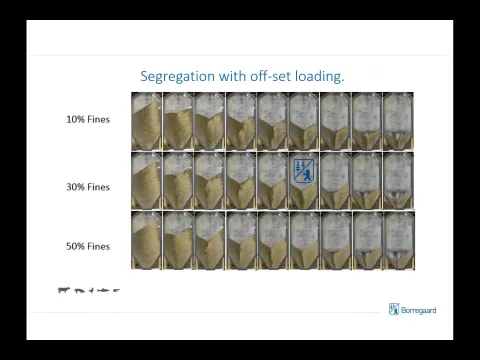 Segregation with off-set loading.
10% Fines
30% Fines
50% Fines
Borregaard